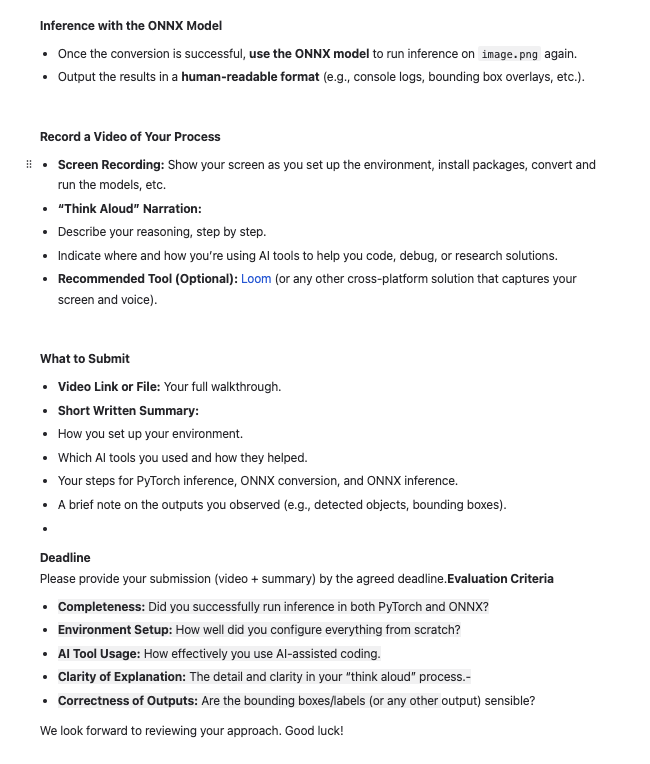 Inference with the ONNX Model
• Once the conversion is successful, use the ONNX model to run inference on image.png again.
• Output the results in a human-readable format (e.g., console logs, bounding box overlays, etc.).
Record a Video of Your Process
• Screen Recording: Show your screen as you set up the environment, install packages, convert and
run the models, etc.
• “Think Aloud” Narration:
• Describe your reasoning, step by step.
• Indicate where and how you’re using AI tools to help you code, debug, or research solutions.
• Recommended Tool (Optional): Loom (or any other cross-platform solution that captures your
screen and voice).
What to Submit
• Video Link or File: Your full walkthrough.
• Short Written Summary:
• How you set up your environment.
• Which AI tools you used and how they helped.
• Your steps for PyTorch inference, ONNX conversion, and ONNX inference.
• A brief note on the outputs you observed (e.g., detected objects, bounding boxes).
•
Deadline
Please provide your submission (video + summary) by the agreed deadline.Evaluation Criteria
• Completeness: Did you successfully run inference in both PyTorch and ONNX?
• Environment Setup: How well did you configure everything from scratch?
• AI Tool Usage: How effectively you use AI-assisted coding.
• Clarity of Explanation: The detail and clarity in your “think aloud” process.-
• Correctness of Outputs: Are the bounding boxes/labels (or any other output) sensible?
We look forward to reviewing your approach. Good luck!